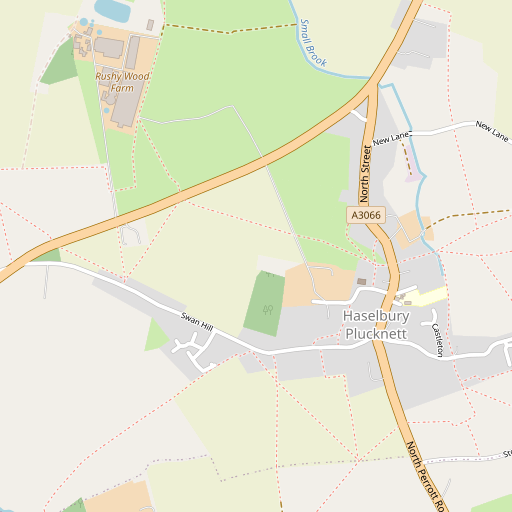 Small Brook
Rushy Wood
Farm
New Lane
New Lane
North Street
A3066
Swan Hill
Haselbury
Plucknett
Castleton
North Perrott Ro
Ste